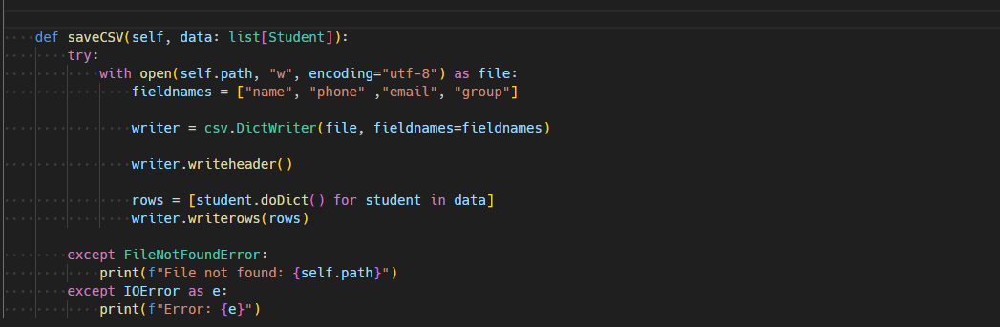 def saveCSV(self, data: list[Student]):
try:
with open(self.path, "w", encoding="utf-8") as file:
fieldnames = ["name", "phone" ,"email", "group"]
writer = csv.DictWriter(file, fieldnames=fieldnames)
writer.writeheader()
rows = [student.doDict() for student in data]
writer.writerows(rows)
except FileNotFoundError:
print(f"File not found: {self.path}")
except IOError as e:
print(f"Error: {e}")